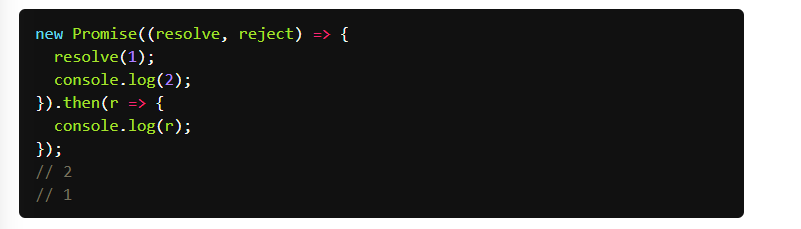 new Promise((resolve, reject) => {
  resolve(1);
  console.log(2);
}).then(r => {
  console.log(r);
});
// 2
// 1